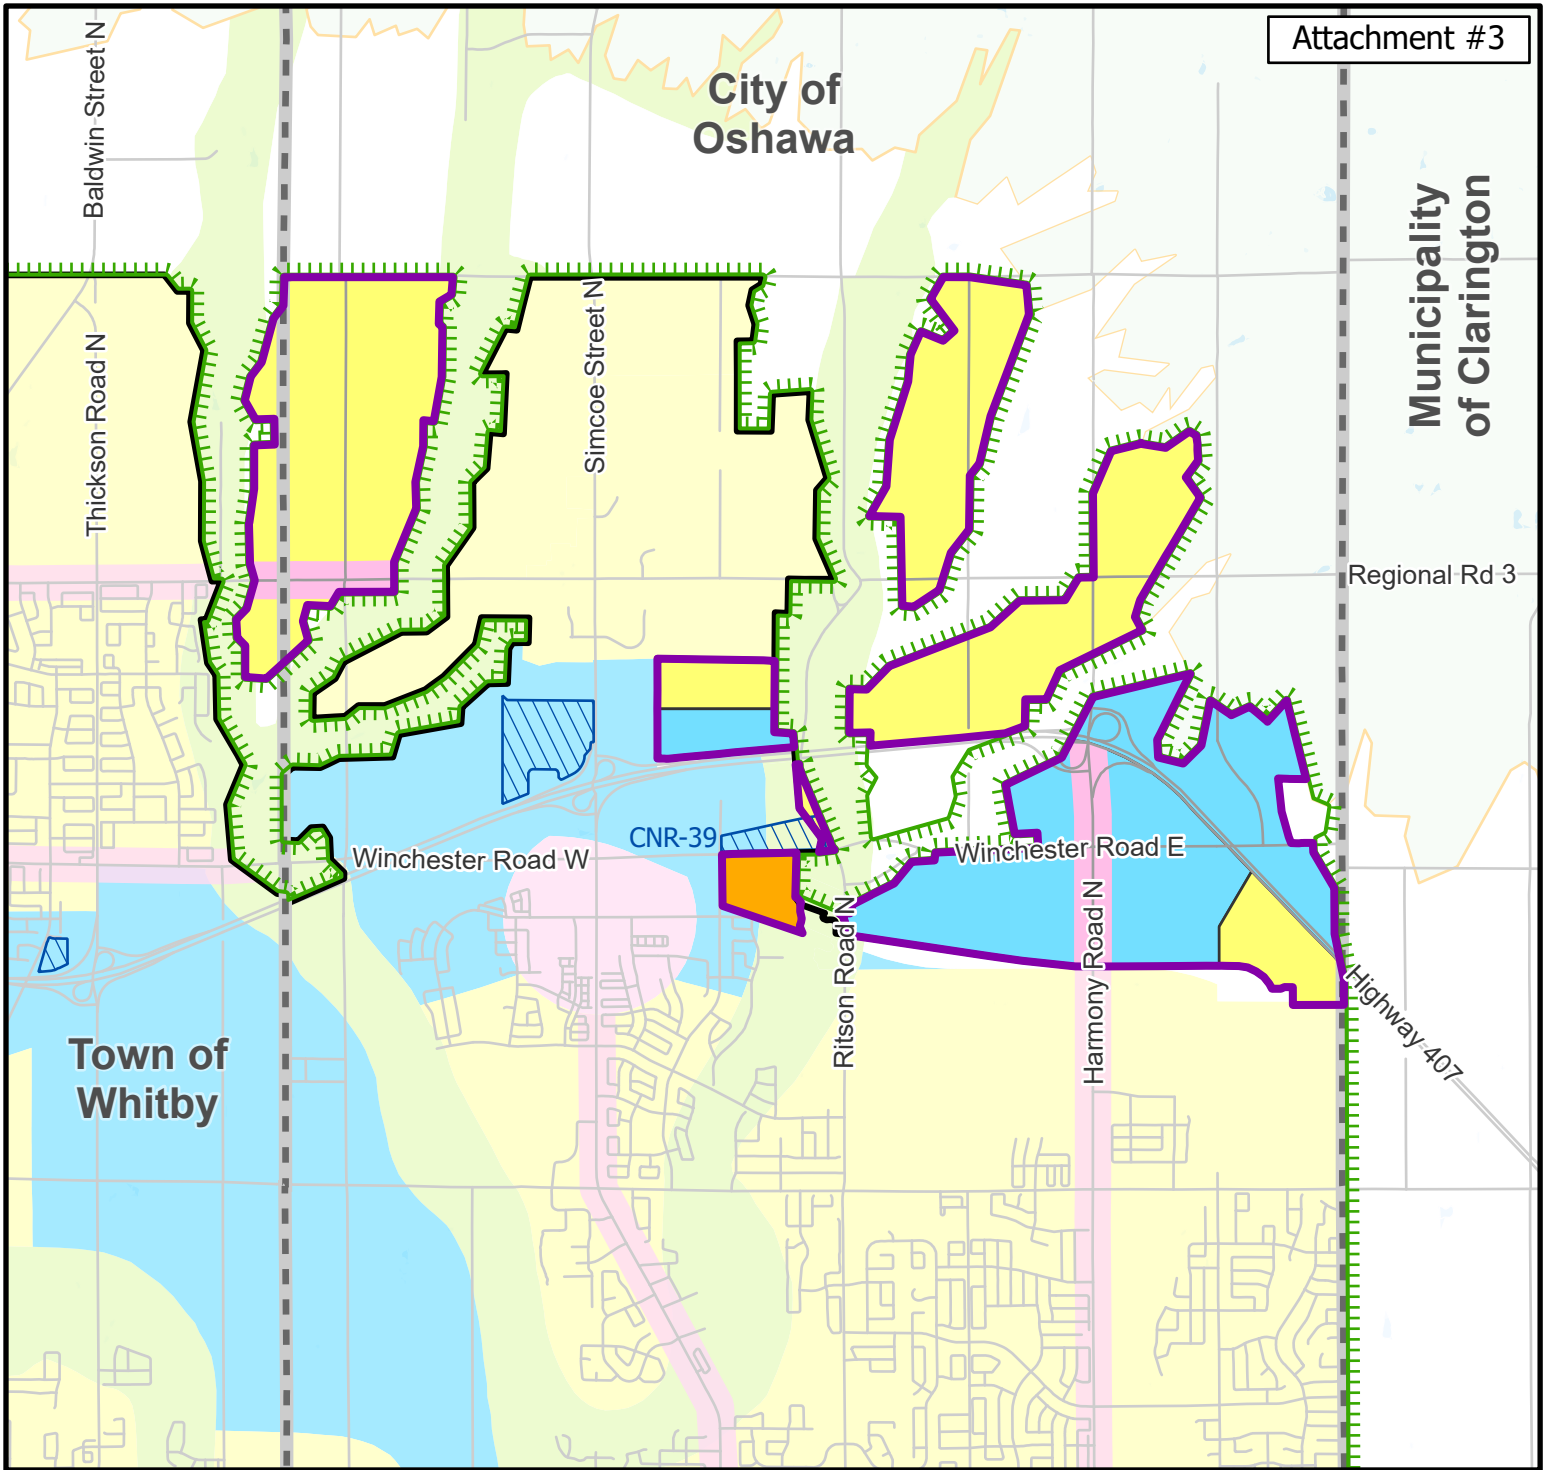 Attachment #3
Baldwin Street N
City of
Oshawa
Municipality
of Clarington
Thickson Road N
Simcoe Street N
Regional Rd 3
CNR-39
Winchester Road W
Winchester Road E
Ritson Road N
Harmony Road N
Highway 407
Town of
Whitby